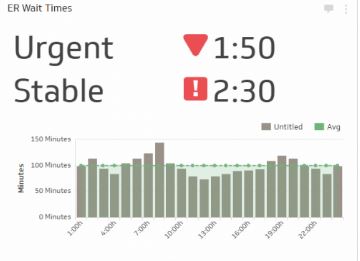 ER Wait Times
Urgent 1:50
Stable ! 2:30
Untitled Avg
150 Minutes
100 Minutes
50 Minutes
0 Minutes
Minutes
1:00h 4:00h 7:00h 10:00h 13:00h 16:00h 19:00h 22:00h